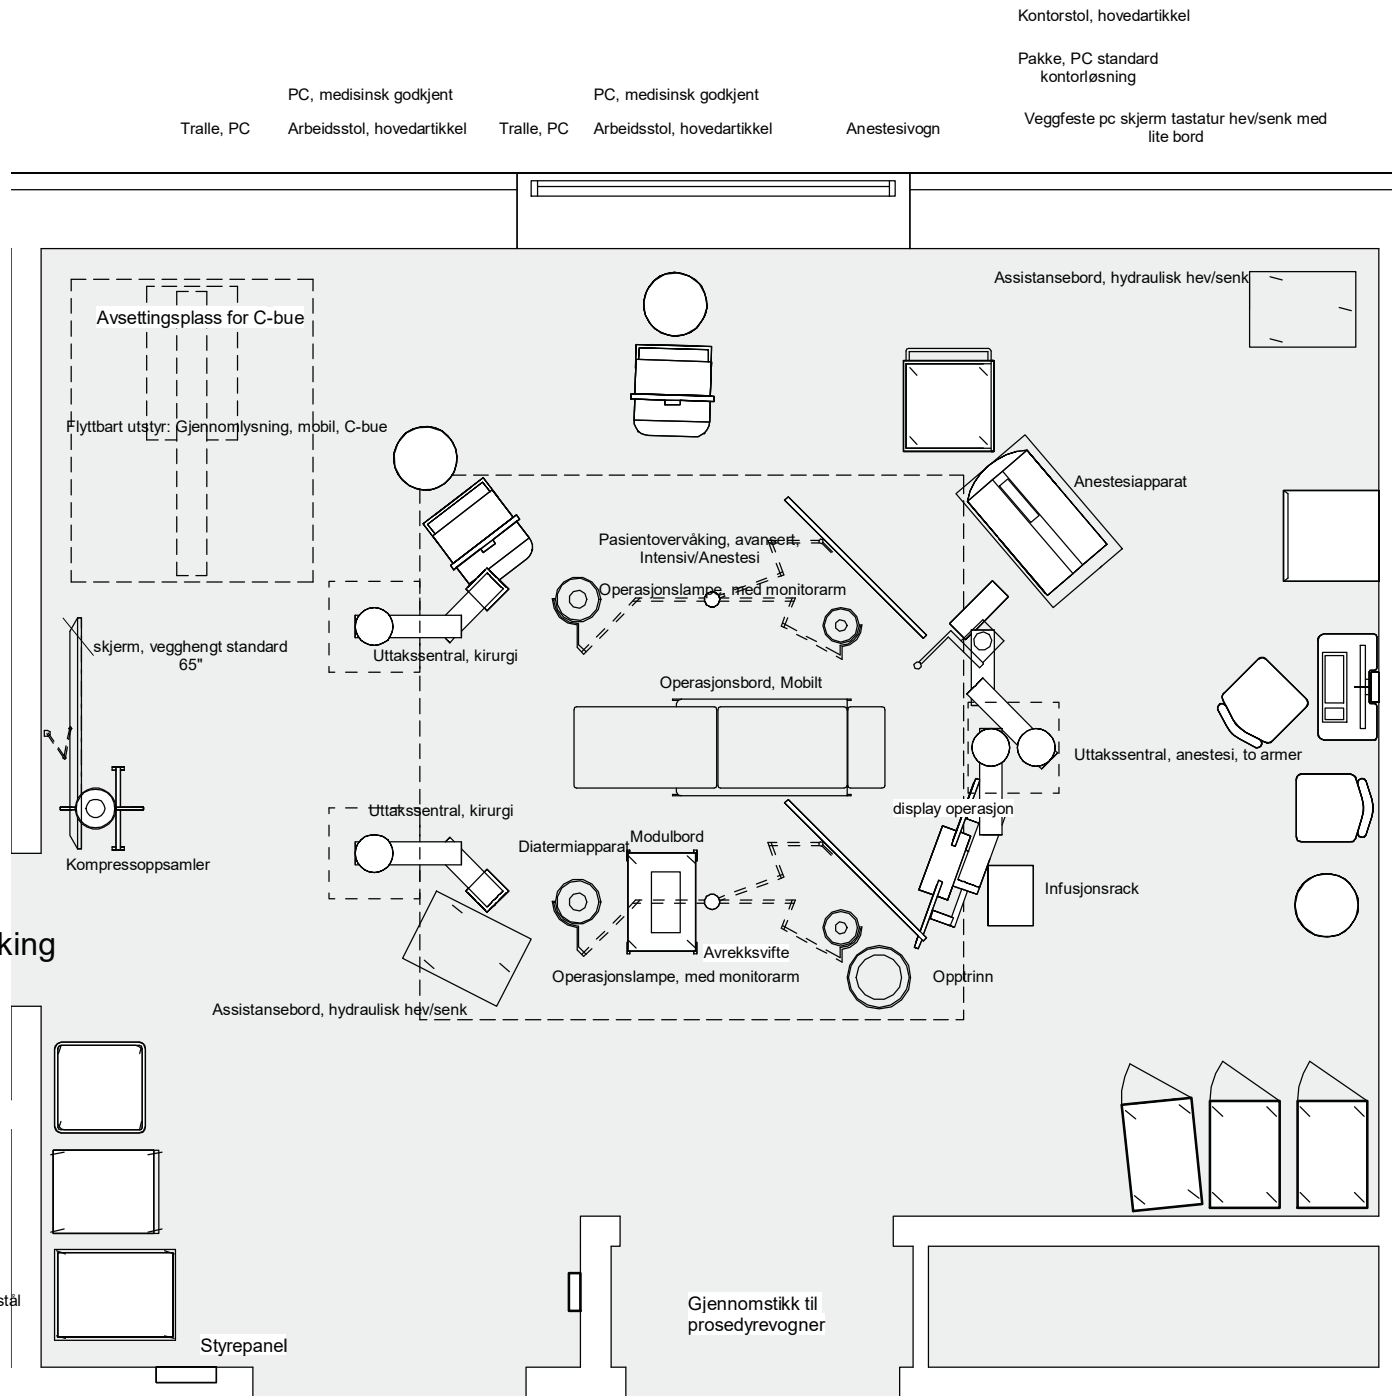 Kontorstol, hovedartikkel
Pakke, PC standard
kontorløsning
PC, medisinsk godkjent
PC, medisinsk godkjent
Veggfeste pc skjerm tastatur hev/senk med
lite bord
Tralle, PC
Arbeidsstol, hovedartikkel
Tralle, PC
Arbeidsstol, hovedartikkel
Anestesivogn
Assistansebord, hydraulisk hev/senk
Avsettingsplass for C-bue
Flyttbart utstyr: Gjennomlysning, mobil, C-bue
Anestesiapparat
Pasientovervåking, avansert,
Intensiv/Anestesi
Operasjonslampe, med monitorarm
skjerm, vegghengt standard
65"
Uttakssentral, kirurgi
Operasjonsbord, Mobilt
Uttakssentral, anestesi, to armer
Uttakssentral, kirurgi
display operasjon
Modulbord
Diatermiapparat
Kompressoppsamler
Infusjonsrack
king
Avrekksvifte
Operasjonslampe, med monitorarm
Opptrinn
Assistansebord, hydraulisk hev/senk
stål
Gjennomstikk til
prosedyrevogner
Styrepanel